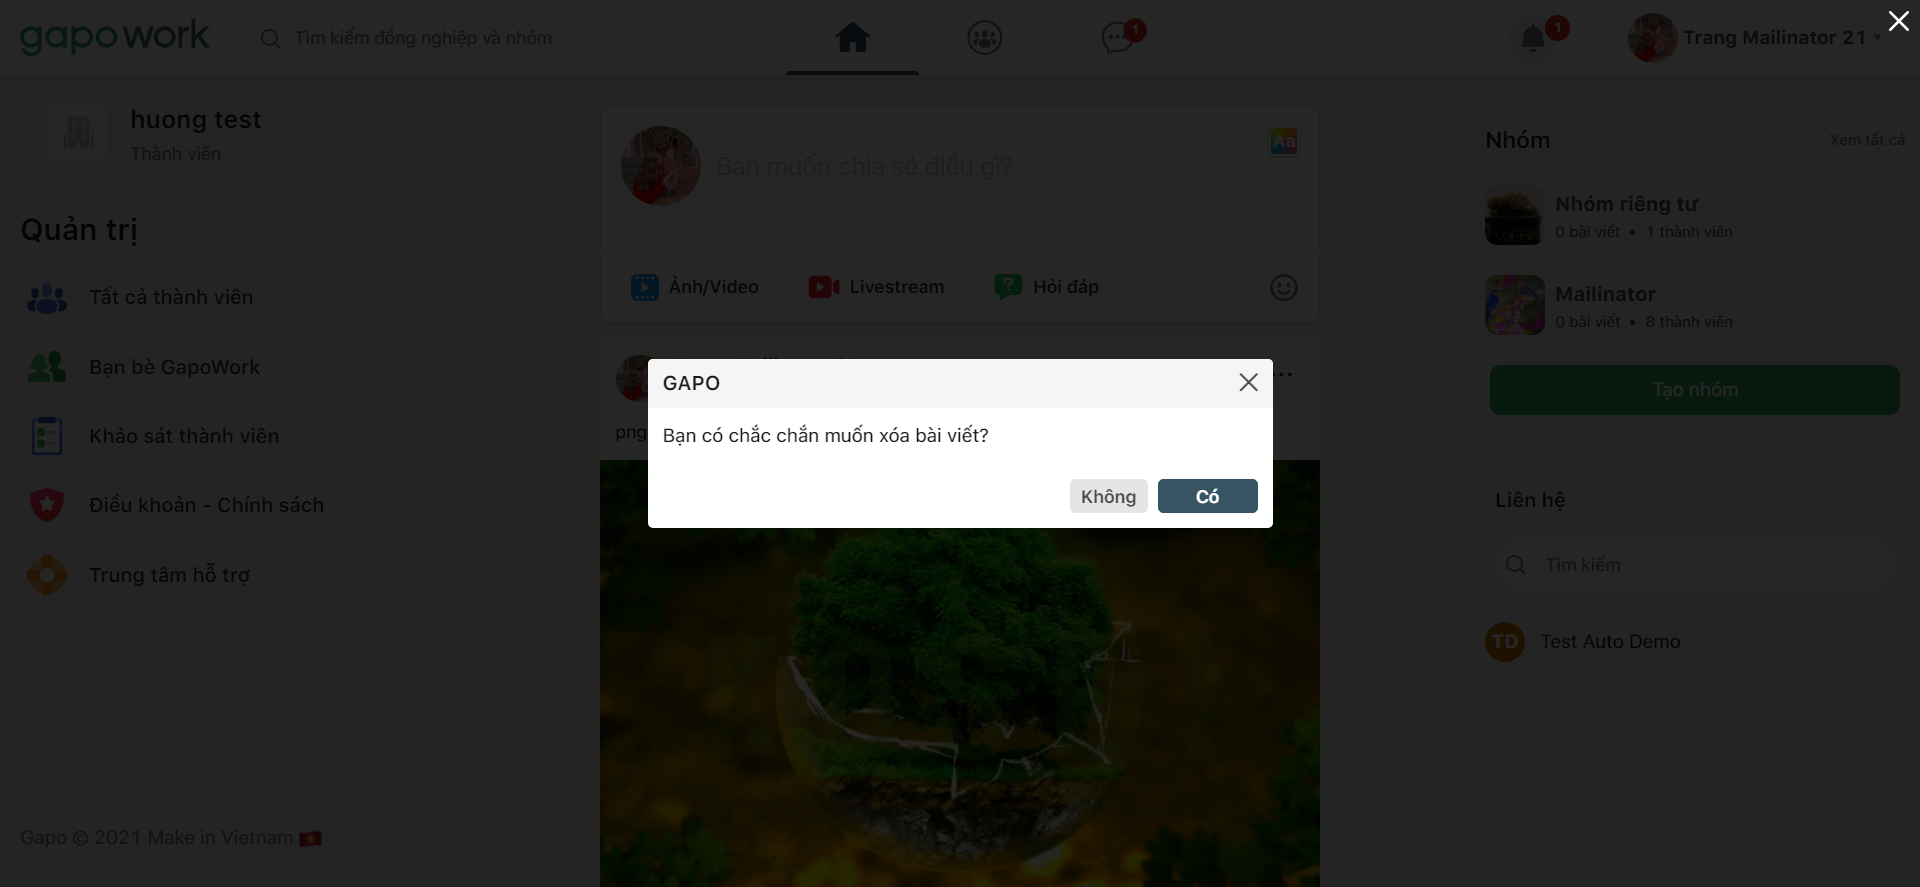 gapowork
Tìm kiếm đồng nghiệp và nhóm
1
1
Trang Mailinator 21
huong test
Thành viên
Quản trị
Tất cả thành viên
Bạn bè GapoWork
Khảo sát thành viên
Điều khoản - Chính sách
Trung tâm hỗ trợ
Gapo © 2021 Make in Vietnam
Bạn muốn chia sẻ điều gì?
Aa
Ảnh/Video
Livestream
Hỏi đáp
png
GAPO
Bạn có chắc chắn muốn xóa bài viết?
Không
Có
Nhóm
Xem tất cả
Nhóm riêng tư
0 bài viết • 1 thành viên
Mailinator
0 bài viết • 8 thành viên
Tạo nhóm
Liên hệ
Tìm kiếm
TD
Test Auto Demo